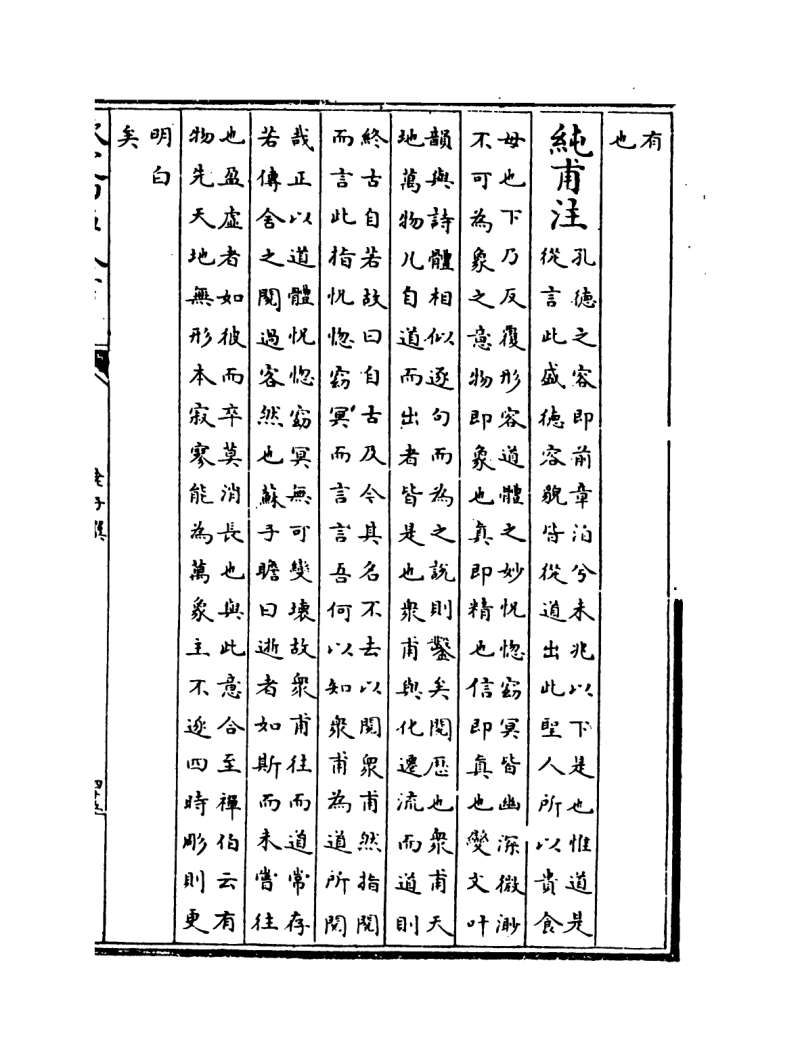 有
也
純甫注
孔德之容即前章泊兮未兆以下是也惟道是
從言此盛德容貌皆從道出此聖人所以貴食
母也下乃反覆形容道體之妙恍惚窈冥皆幽深微渺
不可為象之意物即象也真即精也信即真也變文叶
韻與詩體相似逐句而為之說則鑿矣閱歷也衆甫天
地萬物凡自道而出者皆是也衆甫與化遷流而道則
終古自若故曰自古及今其名不去以閱衆甫然指閱
而言此指恍惚窈冥而言言吾何以知衆甫為道所閱
哉正以道體恍惚窈冥無可變壞故衆甫往而道常存
若傳舍之閱過客然也蘇子瞻曰逝者如斯而未嘗往
也盈虛者如彼而卒莫消長也與此意合至禪伯云有
物先天地無形本寂寥能為萬象主不逐四時彫則更
明白
矣